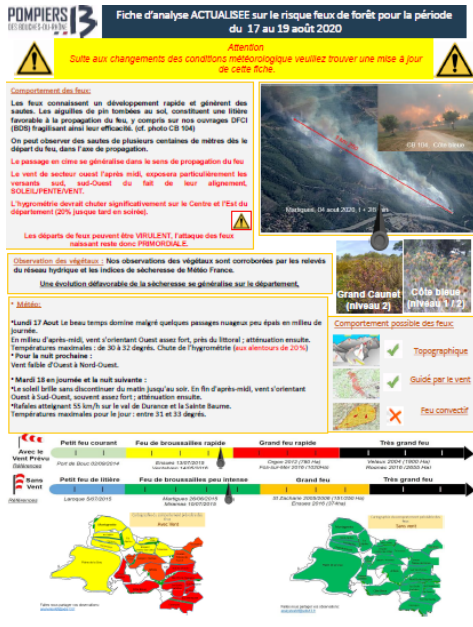 POMPIERS 13
DES BOUCHES-DU-RHÔNE
Fiche d'analyse ACTUALISEE sur le risque feux de forêt pour la période
du 17 au 19 août 2020
Attention
Suite aux changements des conditions météorologique veuillez trouver une mise à jour
de cette fiche.
Comportement des feux:
Les feux connaissent un développement rapide et génèrent des
sautes. Les aiguilles de pin tombées au sol, constituent une litière
favorable à la propagation du feu, y compris sur nos ouvrages DFCI
(BDS) fragilisant ainsi leur efficacité. (cf. photo CB 104)
On peut observer des sautes de plusieurs centaines de mètres dès le
départ du feu, dans l'axe de propagation.
Le passage en cime se généralise dans le sens de propagation du feu
Le vent de secteur ouest l'après midi, exposera particulièrement les
versants sud, sud-Ouest du fait de leur alignement,
SOLEIL/PENTE/VENT.
L'hygrométrie devrait chuter significativement sur le Centre et l'Est du
département (20% jusque tard en soirée).
Les départs de feux peuvent être VIRULENT, l'attaque des feux
naissant reste donc PRIMORDIALE.
CB 104 Côte bleue
Martigues, 04 aout 2020,
Observation des végétaux : Nos observations des végétaux sont corroborées par les relevés
du réseau hydrique et les indices de sécheresse de Météo France.
Une évolution défavorable de la sécheresse se généralise sur le département,
Grand Caunet
(niveau 2)
Côte bleue
(niveau 1 / 2)
* Météo:
*Lundi 17 Aout Le beau temps domine malgré quelques passages nuageux peu épais en milieu de
journée.
En milieu d'après-midi, vent s'orientant Ouest assez fort, près du littoral ; atténuation ensuite.
Températures maximales : de 30 à 32 degrés. Chute de l'hygrométrie (aux alentours de 20 %)
* Pour la nuit prochaine :
Vent faible d'Ouest à Nord-Ouest.
* Mardi 18 en journée et la nuit suivante :
*Le soleil brille sans discontinuer du matin jusqu'au soir. En fin d'après-midi, vent s'orientant
Ouest à Sud-Ouest, souvent assez fort ; atténuation ensuite.
*Rafales atteignant 55 km/h sur le val de Durance et la Sainte Baume.
Températures maximales pour le jour : entre 31 et 33 degrés.
Comportement possible des feux:
Topographique
Guidé par le vent
Feu convectif
Avec le
Vent Prévu
Références
Petit feu courant
Feu de broussailles rapide
Grand feu rapide
Très grand feu
Port de Bouc 02/09/2014
Sans
Vent
Références
Petit feu de litière
Feu de broussailles peu intense
Grand feu
Très grand feu
Laroque 5/07/2015
Avec Vent
Sans vent